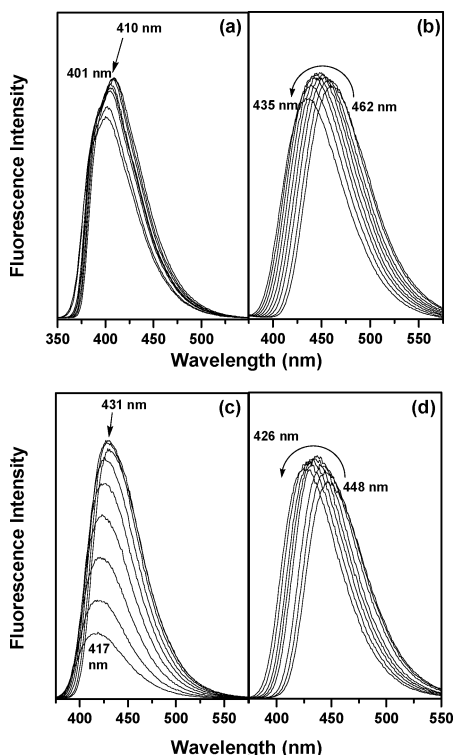 (a)
410 nm
401 nm
(b)
435 nm
462 nm
Fluorescence Intensity
350 400 450 500
400 450 500 550
Wavelength (nm)
(c)
431 nm
417
nm
(d)
426 nm
448 nm
Fluorescence Intensity
400 450 500
400 450 500 550
Wavelength (nm)